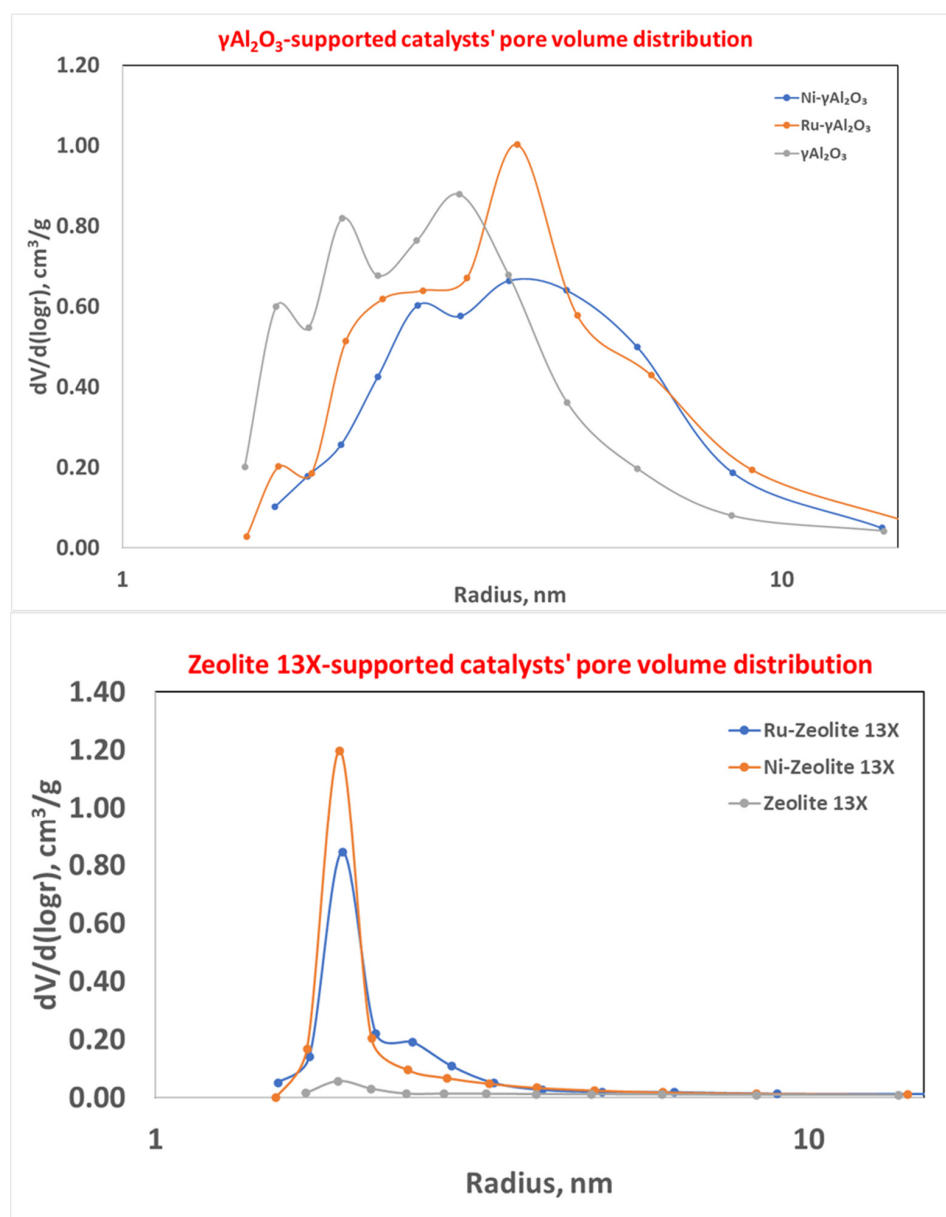 γAl₂O₃-supported catalysts' pore volume distribution
1.20
1.00
0.80
0.60
0.40
0.20
0.00
dV/d(logr), cm³/g
Ni-γAl₂O₃
Ru-γAl₂O₃
γAl₂O₃
1
10
Radius, nm
Zeolite 13X-supported catalysts' pore volume distribution
1.40
1.20
1.00
0.80
0.60
0.40
0.20
0.00
dV/d(logr), cm³/g
Ru-Zeolite 13X
Ni-Zeolite 13X
Zeolite 13X
1
10
Radius, nm